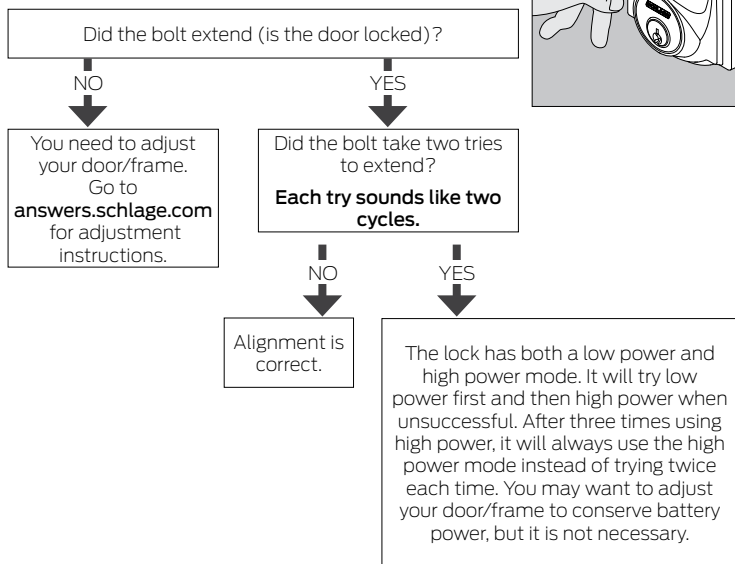 Did the bolt extend (is the door locked)?
NO
YES
You need to adjust
your door/frame.
Go to
answers.schlage.com
for adjustment
instructions.
Did the bolt take two tries
to extend?
Each try sounds like two
cycles.
NO
YES
Alignment is
correct.
The lock has both a low power and
high power mode. It will try low
power first and then high power when
unsuccessful. After three times using
high power, it will always use the high
power mode instead of trying twice
each time. You may want to adjust
your door/frame to conserve battery
power, but it is not necessary.